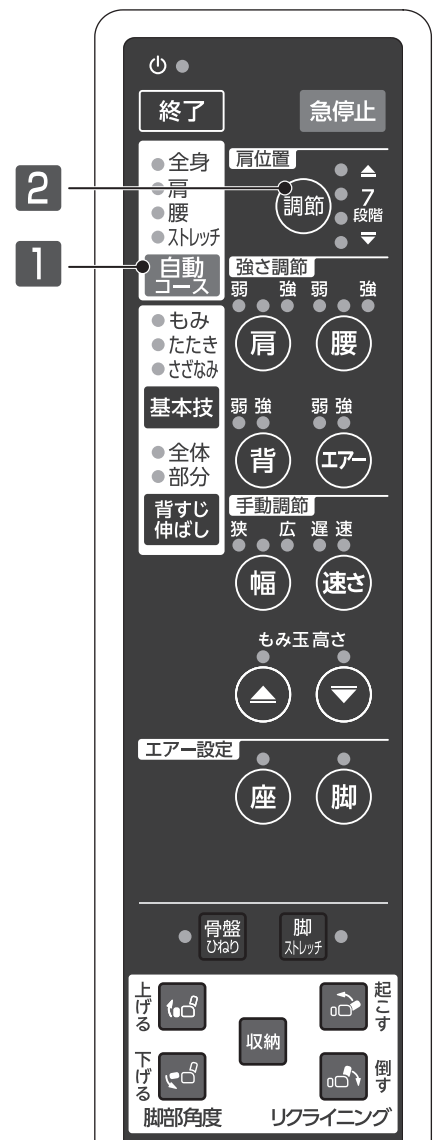 終了
急停止
全身
肩
腰
ストレッチ
自動
コース
肩位置
調節
7
段階
2
1
強さ調節
弱 強 弱 強
肩 腰
もみ
たたき
さざなみ
基本技
弱 強 弱 強
背 エアー
全体
部分
背すじ
伸ばし
手動調節
狭 広 遅 速
幅 速さ
もみ玉高さ
エアー設定
座 脚
骨盤
ひねり
脚
ストレッチ
上げる
下げる
脚部角度
収納
起こす
倒す
リクライニング